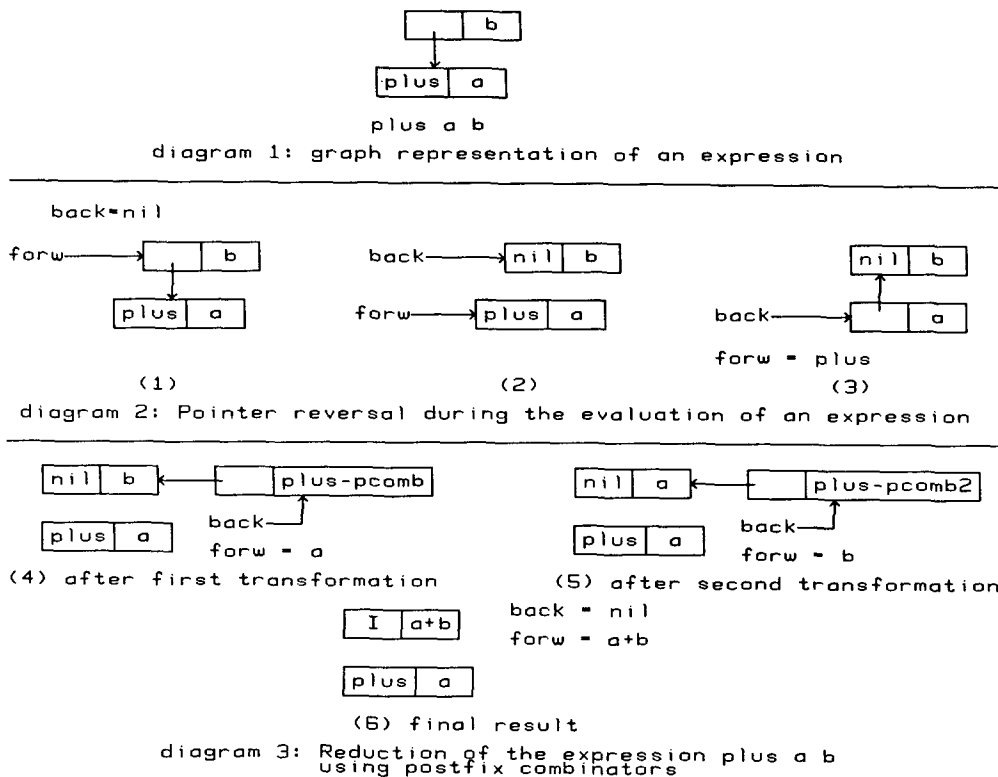 b
plus a
plus a b
diagram 1: graph representation of an expression
back=nil
forw b
plus a
(1)
back nil b
forw plus a
(2)
nil b
back a
forw = plus
(3)
diagram 2: Pointer reversal during the evaluation of an expression
nil b plus-pcomb
back
plus a forw = a
(4) after first transformation
nil a plus-pcomb2
back
plus a forw = b
(5) after second transformation
I a+b
back = nil
forw = a+b
plus a
(6) final result
diagram 3: Reduction of the expression plus a b
using postfix combinators